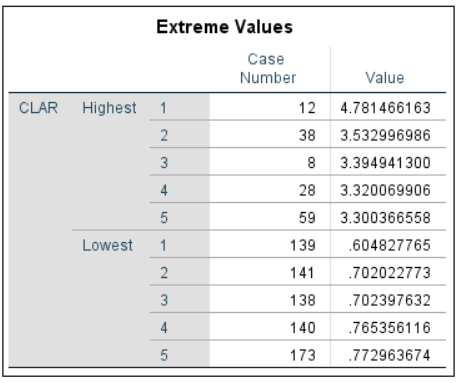 Extreme Values
Case Number Value
CLAR Highest 1 12 4.781466163
2 38 3.532996986
3 8 3.394941300
4 28 3.320069906
5 59 3.300366558
Lowest 1 139 .604827765
2 141 .702022773
3 138 .702397632
4 140 .765356116
5 173 .772963674